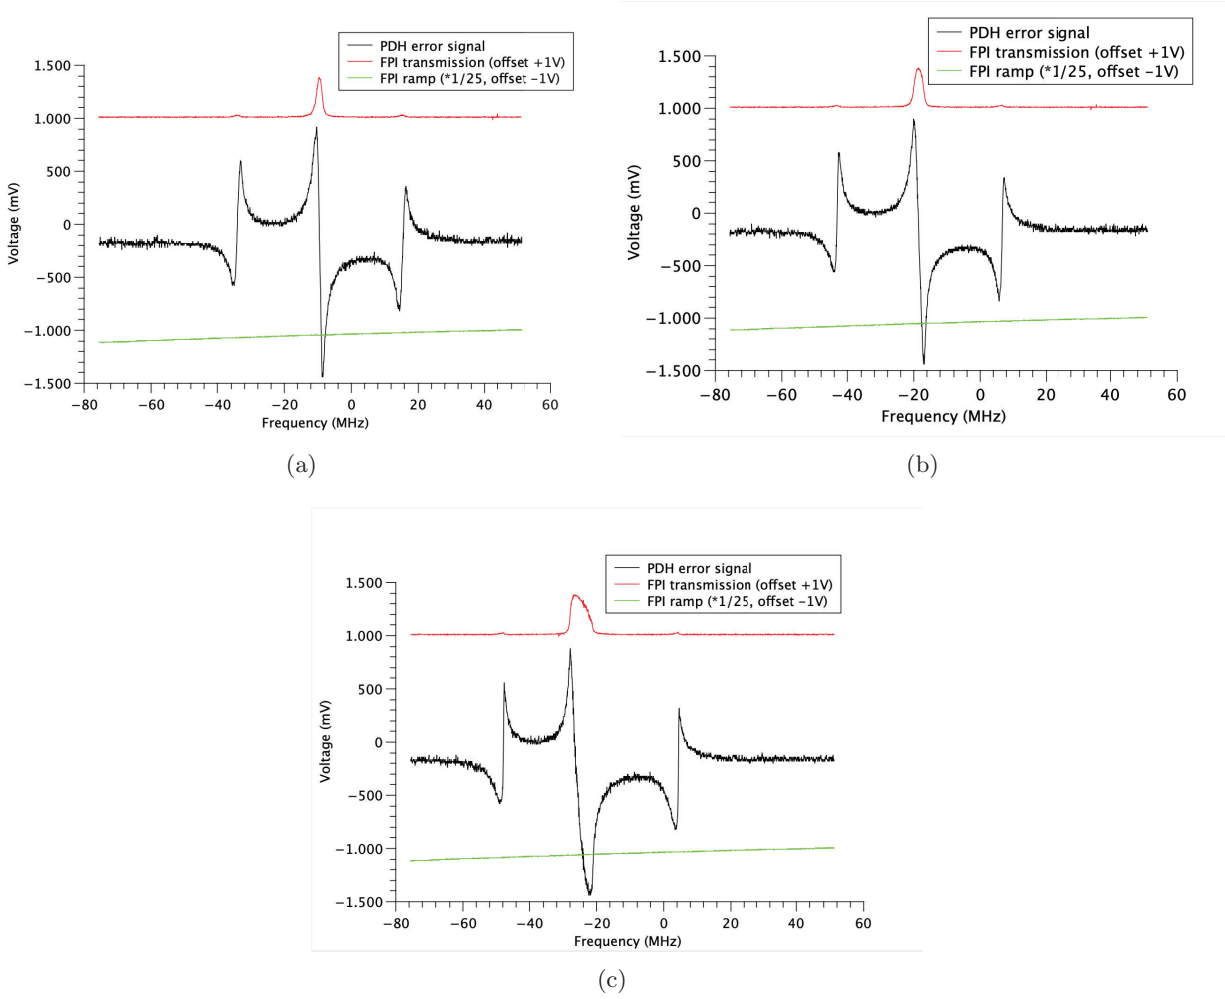 PDH error signal
FPI transmission (offset +1V)
FPI ramp (*1/25, offset −1V)
1.500
1.000
500
0
−500
−1.000
−1.500
Voltage (mV)
−80 −60 −40 −20 0 20 40 60
Frequency (MHz)
(a)
PDH error signal
FPI transmission (offset +1V)
FPI ramp (*1/25, offset −1V)
1.500
1.000
500
0
−500
−1.000
−1.500
Voltage (mV)
−80 −60 −40 −20 0 20 40 60
Frequency (MHz)
(b)
PDH error signal
FPI transmission (offset +1V)
FPI ramp (*1/25, offset −1V)
1.500
1.000
500
0
−500
−1.000
−1.500
Voltage (mV)
−80 −60 −40 −20 0 20 40 60
Frequency (MHz)
(c)